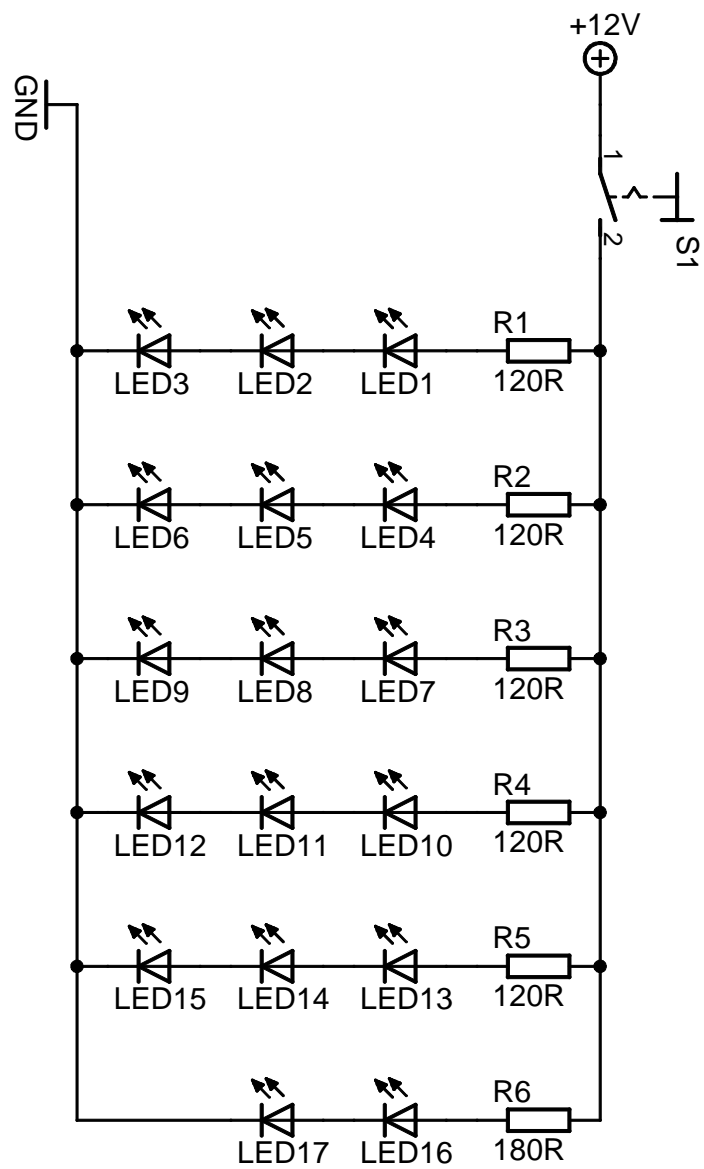 +12V
GND
1
2
S1
R1
LED3 LED2 LED1 120R
R2
LED6 LED5 LED4 120R
R3
LED9 LED8 LED7 120R
R4
LED12 LED11 LED10 120R
R5
LED15 LED14 LED13 120R
R6
LED17 LED16 180R